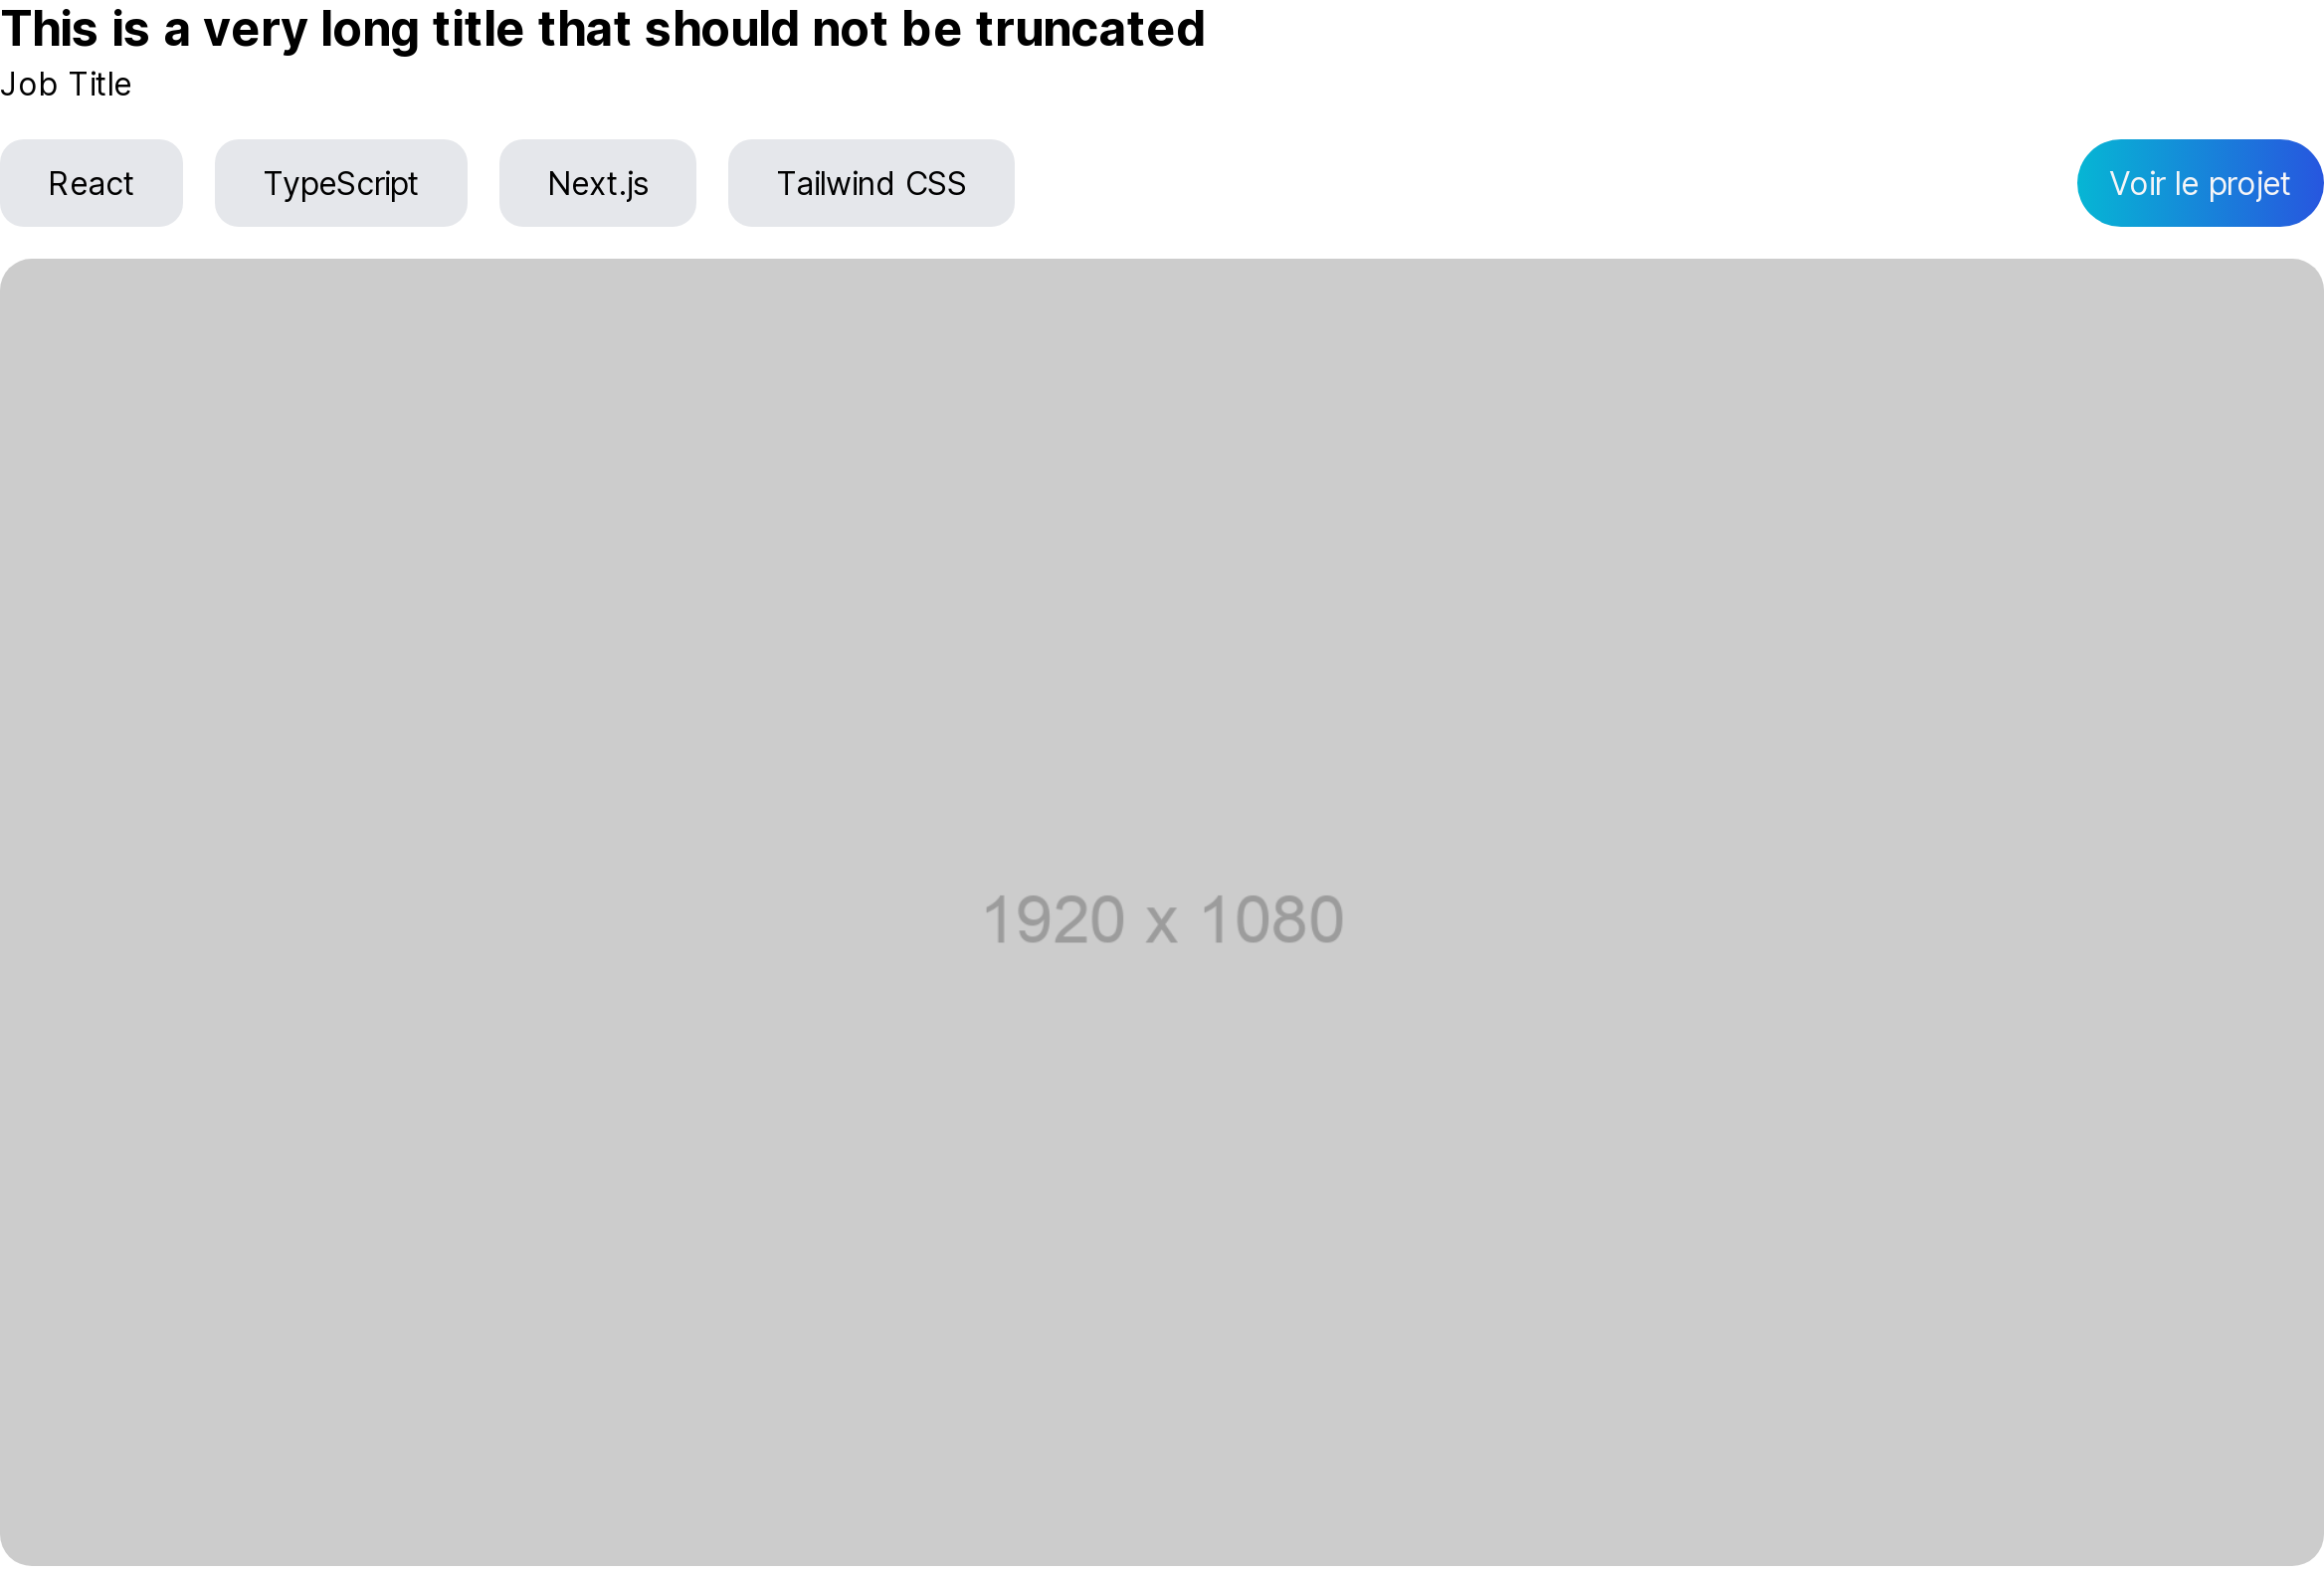 This is a very long title that should not be truncated
Job Title
React TypeScript Next.js Tailwind CSS Voir le projet
1920 x 1080